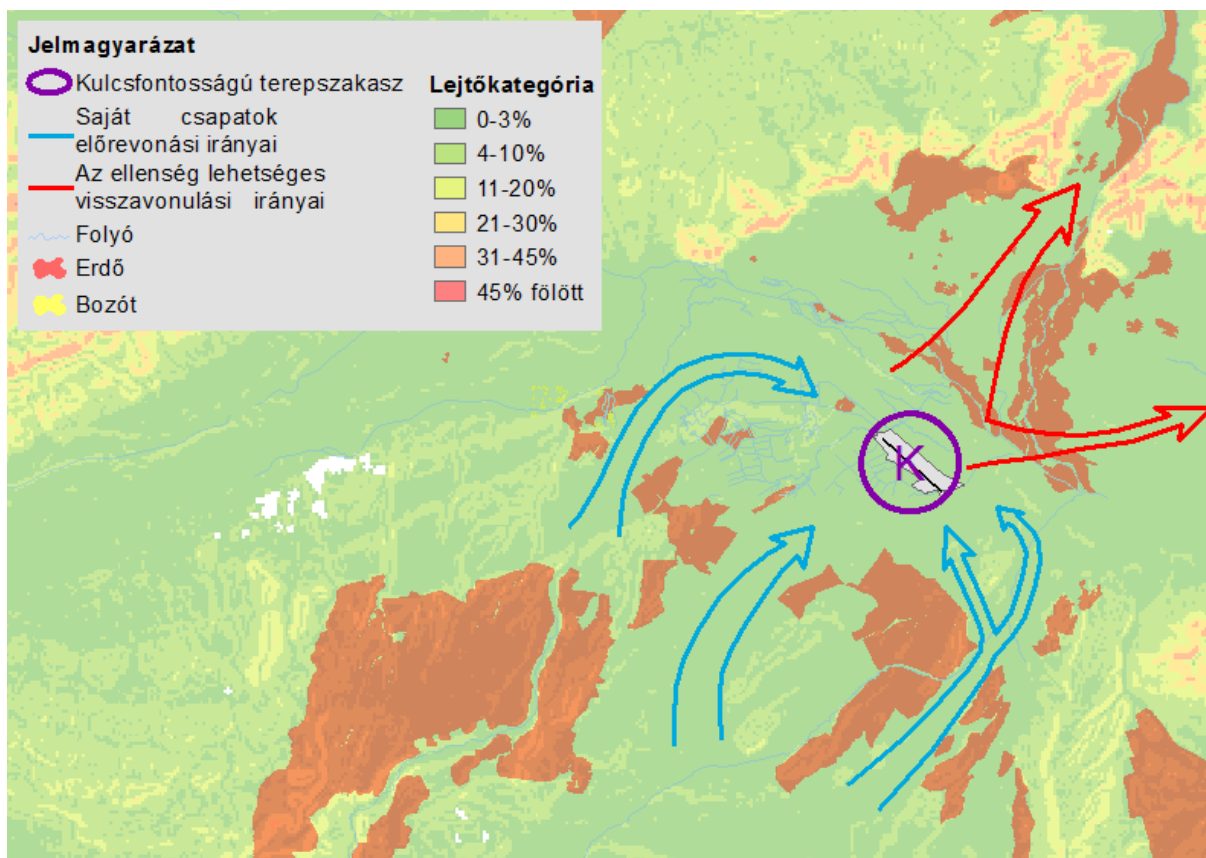 Jelmagyarázat
Kulcsfontosságú terepszakasz
Saját csapatok
előrevonási irányai
Az ellenség lehetséges
visszavonulási irányai
Folyó
Erdő
Bozót
Lejtőkategória
0-3%
4-10%
11-20%
21-30%
31-45%
45% fölött
K